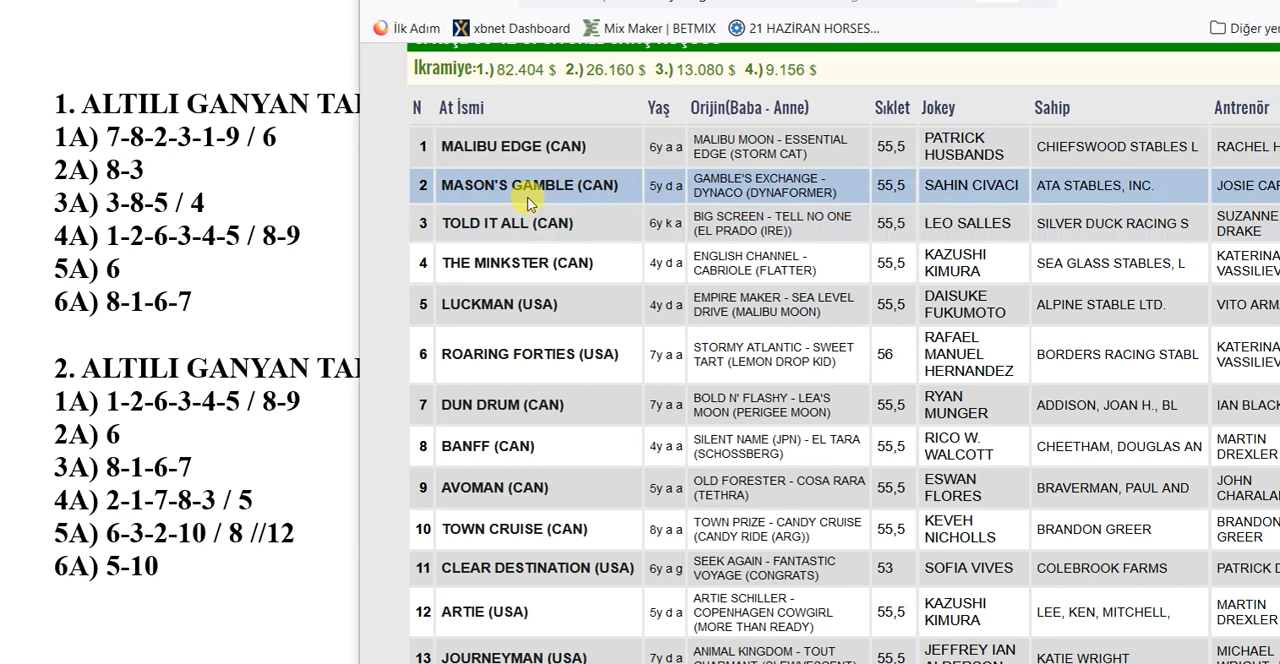 İlk Adım xbnet Dashboard Mix Maker | BETMIX 21 HAZİRAN HORSES... Diğer yer
1. ALTILI GANYAN TAI
1A) 7-8-2-3-1-9 / 6
2A) 8-3
3A) 3-8-5 / 4
4A) 1-2-6-3-4-5 / 8-9
5A) 6
6A) 8-1-6-7
2. ALTILI GANYAN TAI
1A) 1-2-6-3-4-5 / 8-9
2A) 6
3A) 8-1-6-7
4A) 2-1-7-8-3 / 5
5A) 6-3-2-10 / 8 //12
6A) 5-10
İkramiye:1.) 82.404 $ 2.) 26.160 $ 3.) 13.080 $ 4.) 9.156 $
N At İsmi Yaş Orijin(Baba - Anne) Sıklet Jokey Sahip Antrenör
1 MALIBU EDGE (CAN) 6y a a MALIBU MOON - ESSENTIAL EDGE (STORM CAT) 55,5 PATRICK HUSBANDS CHIEFSWOOD STABLES L RACHEL H
2 MASON'S GAMBLE (CAN) 5y d a GAMBLE'S EXCHANGE - DYNACO (DYNAFORMER) 55,5 SAHIN CIVACI ATA STABLES, INC. JOSIE CAR
3 TOLD IT ALL (CAN) 6y k a BIG SCREEN - TELL NO ONE (EL PRADO (IRE)) 55,5 LEO SALLES SILVER DUCK RACING S SUZANNE DRAKE
4 THE MINKSTER (CAN) 4y d a ENGLISH CHANNEL - CABRIOLE (FLATTER) 55,5 KAZUSHI KIMURA SEA GLASS STABLES, L KATERINA VASSILIEV
5 LUCKMAN (USA) 4y d a EMPIRE MAKER - SEA LEVEL DRIVE (MALIBU MOON) 55,5 DAISUKE FUKUMOTO ALPINE STABLE LTD. VITO ARM
6 ROARING FORTIES (USA) 7y a a STORMY ATLANTIC - SWEET TART (LEMON DROP KID) 56 RAFAEL MANUEL HERNANDEZ BORDERS RACING STABL KATERINA VASSILIEV
7 DUN DRUM (CAN) 7y a a BOLD N' FLASHY - LEA'S MOON (PERIGEE MOON) 55,5 RYAN MUNGER ADDISON, JOAN H., BL IAN BLACK
8 BANFF (CAN) 4y a a SILENT NAME (JPN) - EL TARA (SCHOSSBERG) 55,5 RICO W. WALCOTT CHEETHAM, DOUGLAS AN MARTIN DREXLER
9 AVOMAN (CAN) 5y a a OLD FORESTER - COSA RARA (TETHRA) 55,5 ESWAN FLORES BRAVERMAN, PAUL AND JOHN CHARALA
10 TOWN CRUISE (CAN) 8y a a TOWN PRIZE - CANDY CRUISE (CANDY RIDE (ARG)) 55,5 KEVEH NICHOLLS BRANDON GREER BRANDON GREER
11 CLEAR DESTINATION (USA) 6y a g SEEK AGAIN - FANTASTIC VOYAGE (CONGRATS) 53 SOFIA VIVES COLEBROOK FARMS PATRICK D
12 ARTIE (USA) 5y d a ARTIE SCHILLER - COPENHAGEN COWGIRL (MORE THAN READY) 55,5 KAZUSHI KIMURA LEE, KEN, MITCHELL, MARTIN DREXLER
13 JOURNEYMAN (USA) 7y d a ANIMAL KINGDOM - TOUT 55,5 JEFFREY IAN KATIE WRIGHT MICHAEL